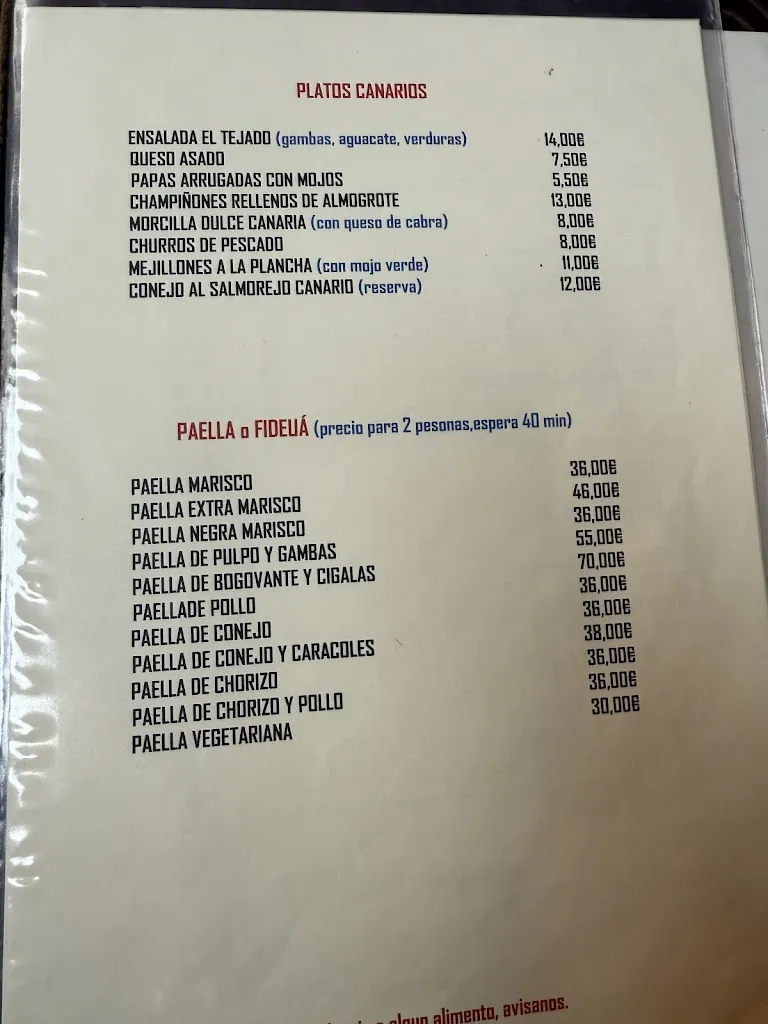 PLATOS CANARIOS
ENSALADA EL TEJADO (gambas, aguacate, verduras) 14,00€
QUESO ASADO 7,50€
PAPAS ARRUGADAS CON MOJOS 5,50€
CHAMPIÑONES RELLENOS DE ALMOGROTE 13,00€
MORCILLA DULCE CANARIA (con queso de cabra) 8,00€
CHURROS DE PESCADO 8,00€
MEJILLONES A LA PLANCHA (con mojo verde) 11,00€
CONEJO AL SALMOREJO CANARIO (reserva) 12,00€
PAELLA o FIDEUÁ (precio para 2 pesonas,espera 40 min)
PAELLA MARISCO 36,00€
PAELLA EXTRA MARISCO 46,00€
PAELLA NEGRA MARISCO 36,00€
PAELLA DE PULPO Y GAMBAS 55,00€
PAELLA DE BOGOVANTE Y CIGALAS 70,00€
PAELLADE POLLO 36,00€
PAELLA DE CONEJO 36,00€
PAELLA DE CONEJO Y CARACOLES 38,00€
PAELLA DE CHORIZO 36,00€
PAELLA DE CHORIZO Y POLLO 36,00€
PAELLA VEGETARIANA 30,00€
algun alimento, avisanos.